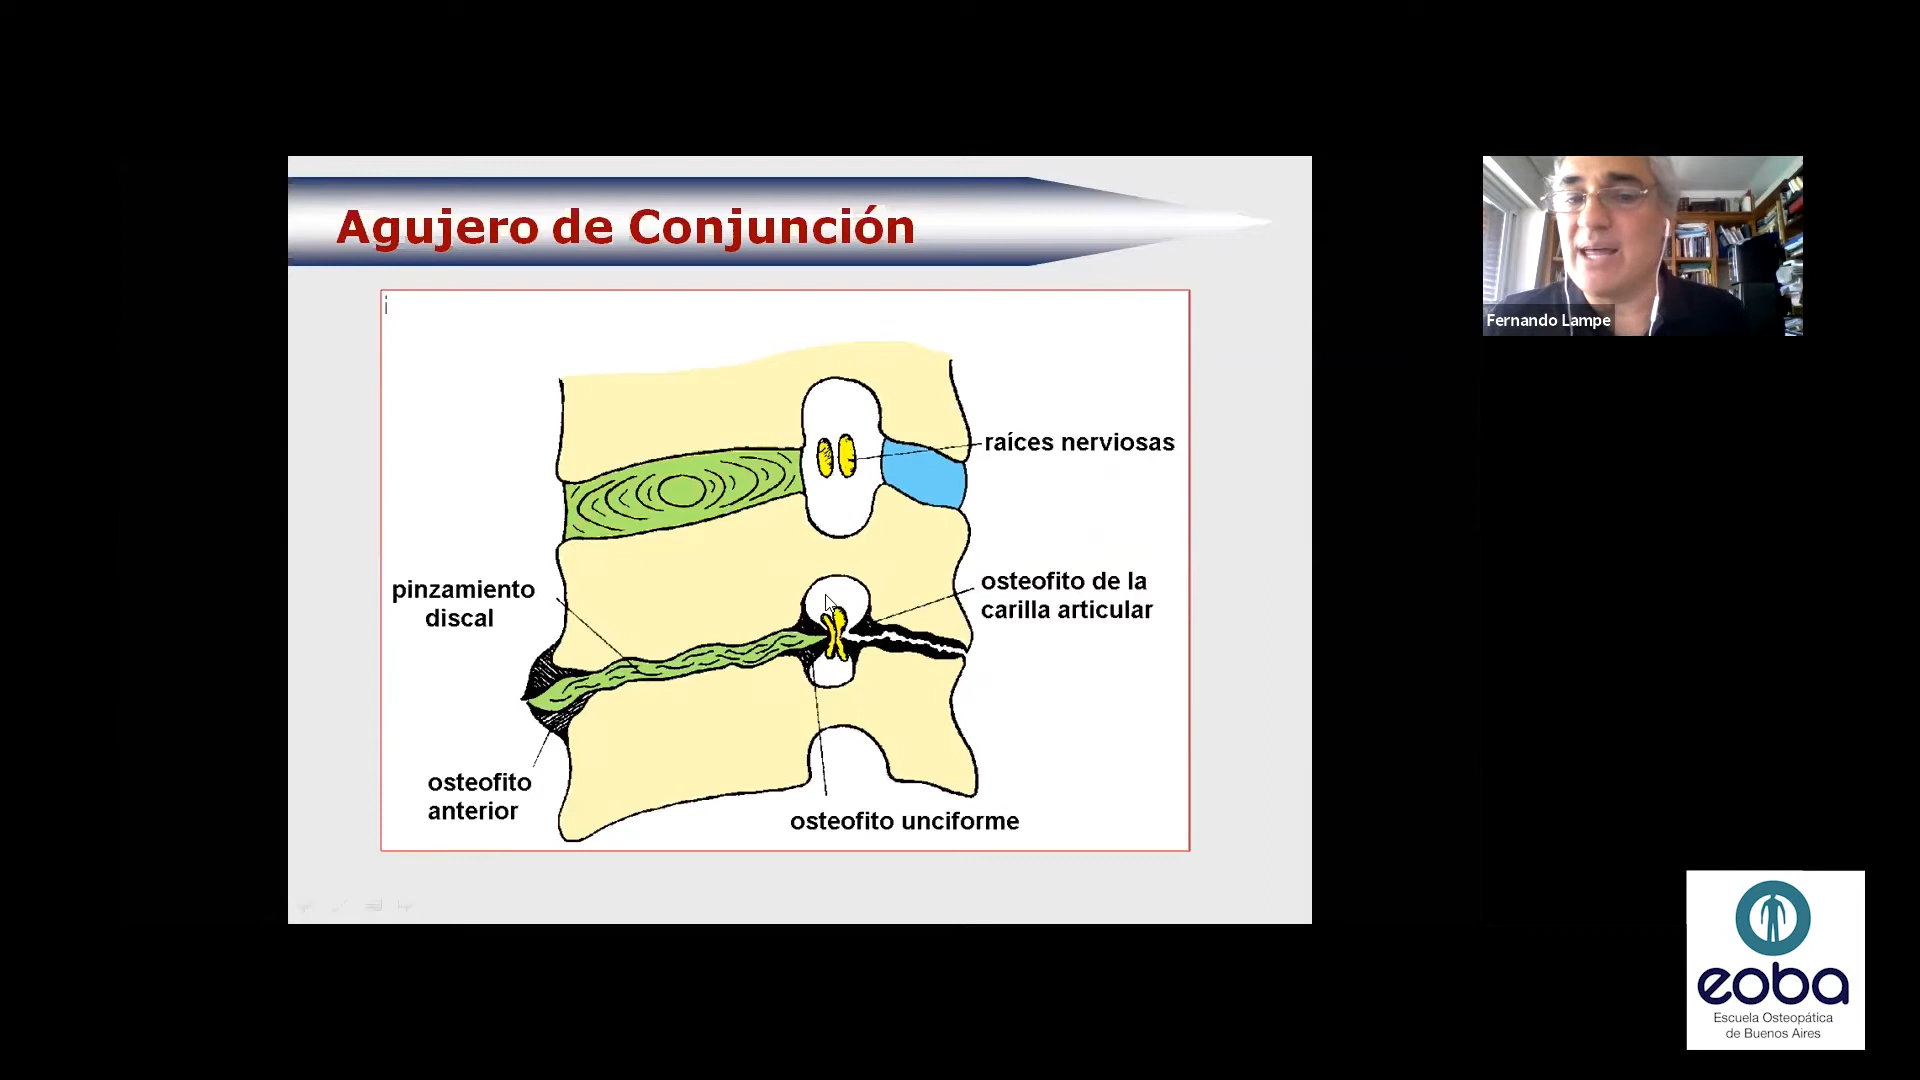 Agujero de Conjunción
raíces nerviosas
pinzamiento
discal
osteofito de la
carilla articular
osteofito
anterior
osteofito unciforme
Fernando Lampe
eoba
Escuela Osteopática
de Buenos Aires